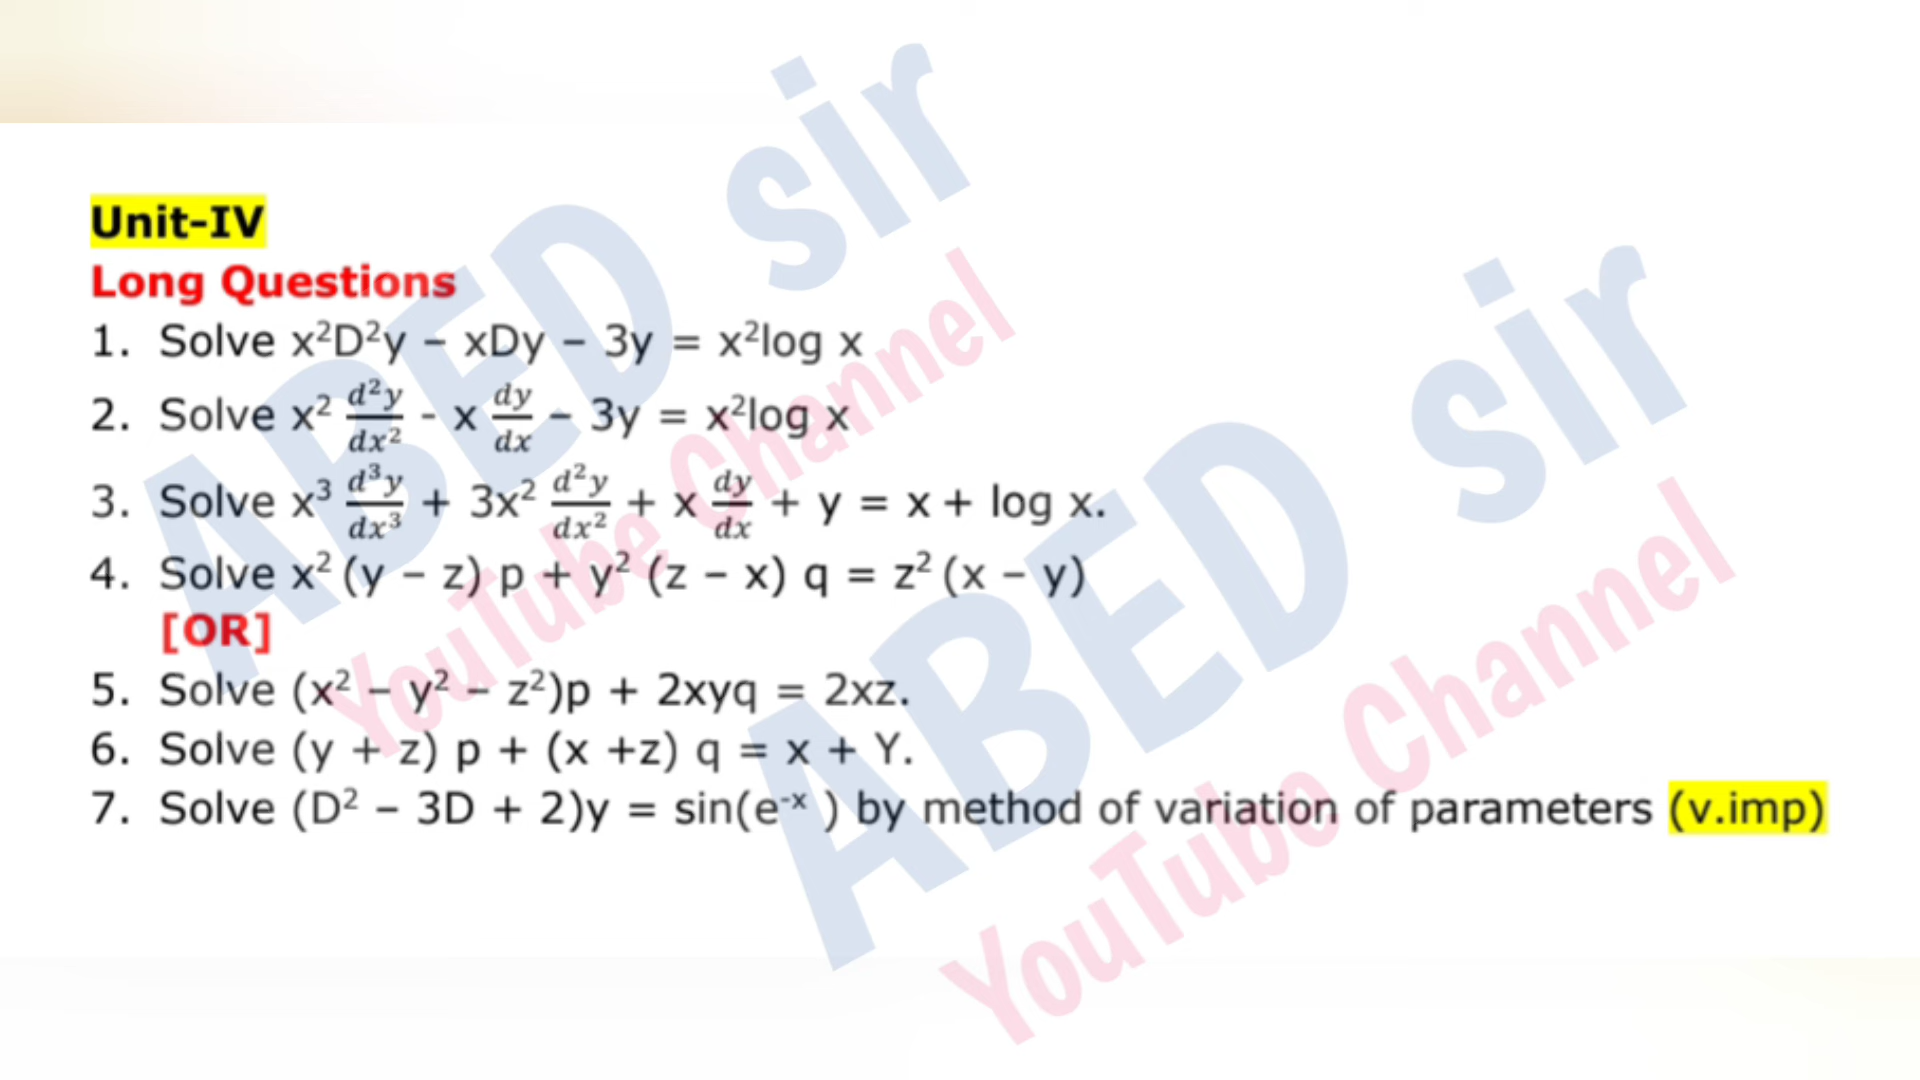 Unit-IV
Long Questions
1. Solve x²D²y – xDy – 3y = x²log x
2. Solve x² d²y/dx² - x dy/dx – 3y = x²log x
3. Solve x³ d³y/dx³ + 3x² d²y/dx² + x dy/dx + y = x + log x.
4. Solve x² (y – z) p + y² (z – x) q = z² (x – y)
[OR]
5. Solve (x² – y² – z²)p + 2xyq = 2xz.
6. Solve (y + z) p + (x +z) q = x + Y.
7. Solve (D² – 3D + 2)y = sin(e⁻ˣ ) by method of variation of parameters (v.imp)
ABED sir
YouTube Channel
ABED sir
YouTube Channel